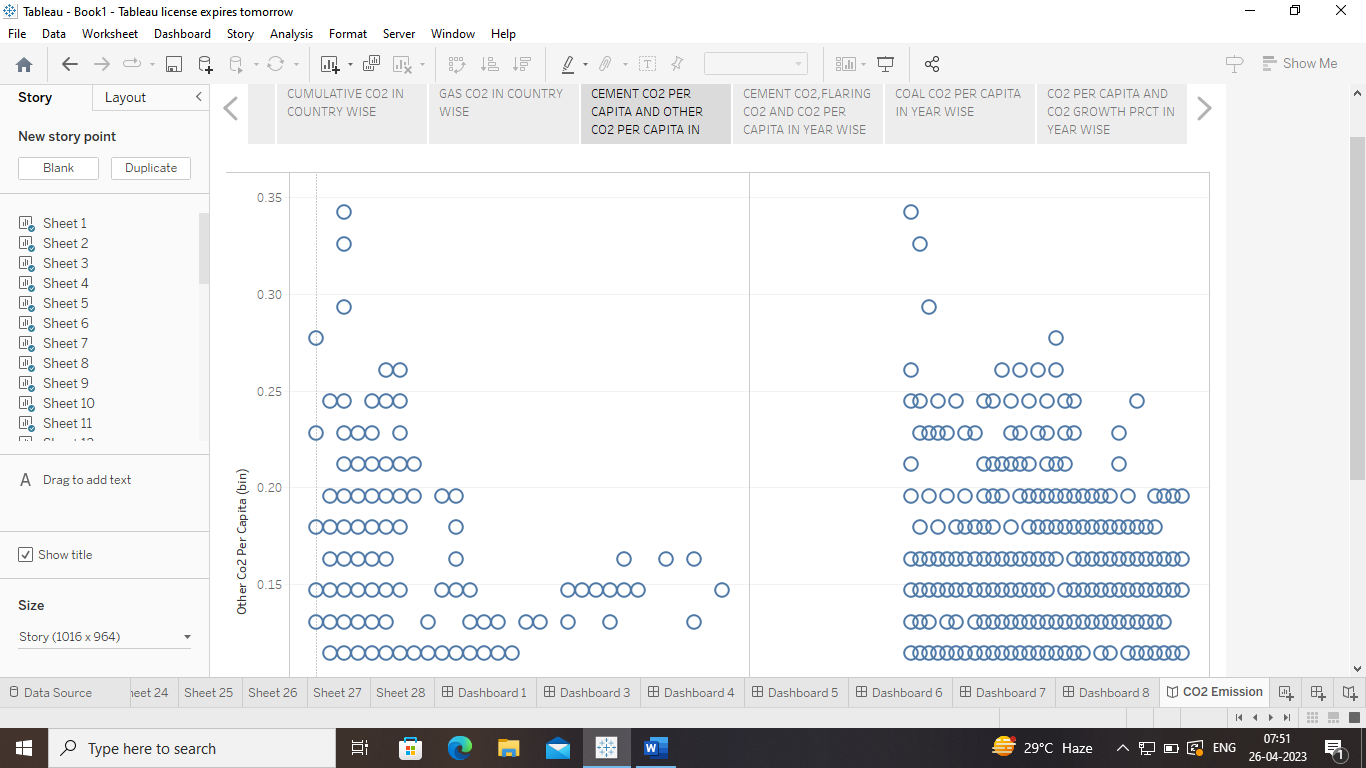 Tableau - Book1 - Tableau license expires tomorrow
File Data Worksheet Dashboard Story Analysis Format Server Window Help
Show Me
Story Layout
New story point
Blank Duplicate
Sheet 1
Sheet 2
Sheet 3
Sheet 4
Sheet 5
Sheet 6
Sheet 7
Sheet 8
Sheet 9
Sheet 10
Sheet 11
A Drag to add text
Show title
Size
Story (1016 x 964)
CUMULATIVE CO2 IN
COUNTRY WISE
GAS CO2 IN COUNTRY
WISE
CEMENT CO2 PER
CAPITA AND OTHER
CO2 PER CAPITA IN
CEMENT CO2,FLARING
CO2 AND CO2 PER
CAPITA IN YEAR WISE
COAL CO2 PER CAPITA
IN YEAR WISE
CO2 PER CAPITA AND
CO2 GROWTH PRCT IN
YEAR WISE
0.35
0.30
0.25
0.20
0.15
Other Co2 Per Capita (bin)
Data Source heet 24 Sheet 25 Sheet 26 Sheet 27 Sheet 28 Dashboard 1 Dashboard 3 Dashboard 4 Dashboard 5 Dashboard 6 Dashboard 7 Dashboard 8 CO2 Emission
Type here to search
W
29°C Haze
ENG
07:51
26-04-2023
1